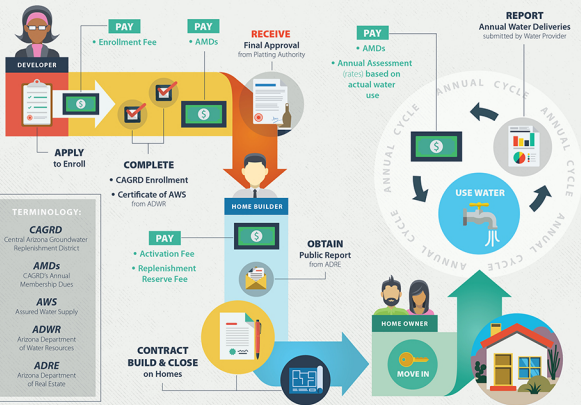 DEVELOPER
APPLY
to Enroll
PAY
• Enrollment Fee
COMPLETE
• CAGRD Enrollment
• Certificate of AWS
from ADWR
PAY
• AMDs
RECEIVE
Final Approval
from Platting Authority
HOME BUILDER
PAY
• Activation Fee
• Replenishment
Reserve Fee
OBTAIN
Public Report
from ADRE
CONTRACT
BUILD & CLOSE
on Homes
HOME OWNER
MOVE IN
PAY
• AMDs
• Annual Assessment
(rates) based on
actual water
use
REPORT
Annual Water Deliveries
submitted by Water Provider
USE WATER
ANNUAL CYCLE
ANNUAL CYCLE
ANNUAL CYCLE
ANNUAL CYCLE
TERMINOLOGY:
CAGRD
Central Arizona Groundwater
Replenishment District
AMDs
CAGRD's Annual
Membership Dues
AWS
Assured Water Supply
ADWR
Arizona Department
of Water Resources
ADRE
Arizona Department
of Real Estate